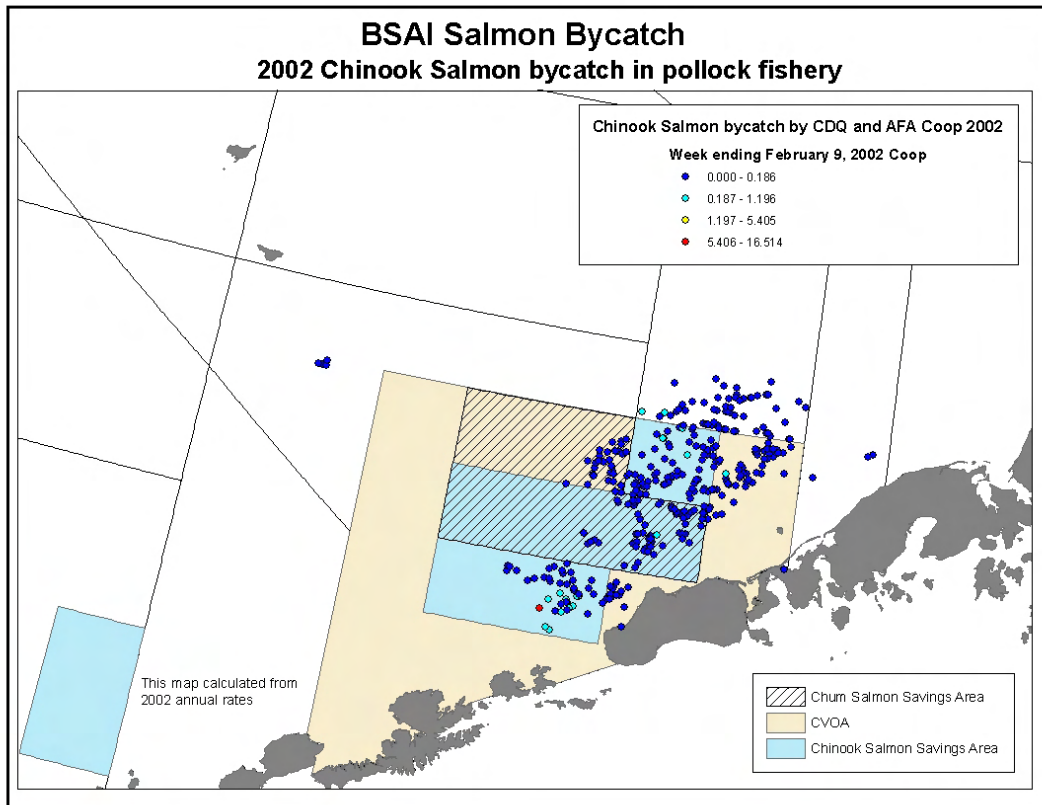 BSAI Salmon Bycatch
2002 Chinook Salmon bycatch in pollock fishery
Chinook Salmon bycatch by CDQ and AFA Coop 2002
Week ending February 9, 2002 Coop
0.000 - 0.186
0.187 - 1.196
1.197 - 5.405
5.406 - 16.514
This map calculated from
2002 annual rates
Chum Salmon Savings Area
CVOA
Chinook Salmon Savings Area